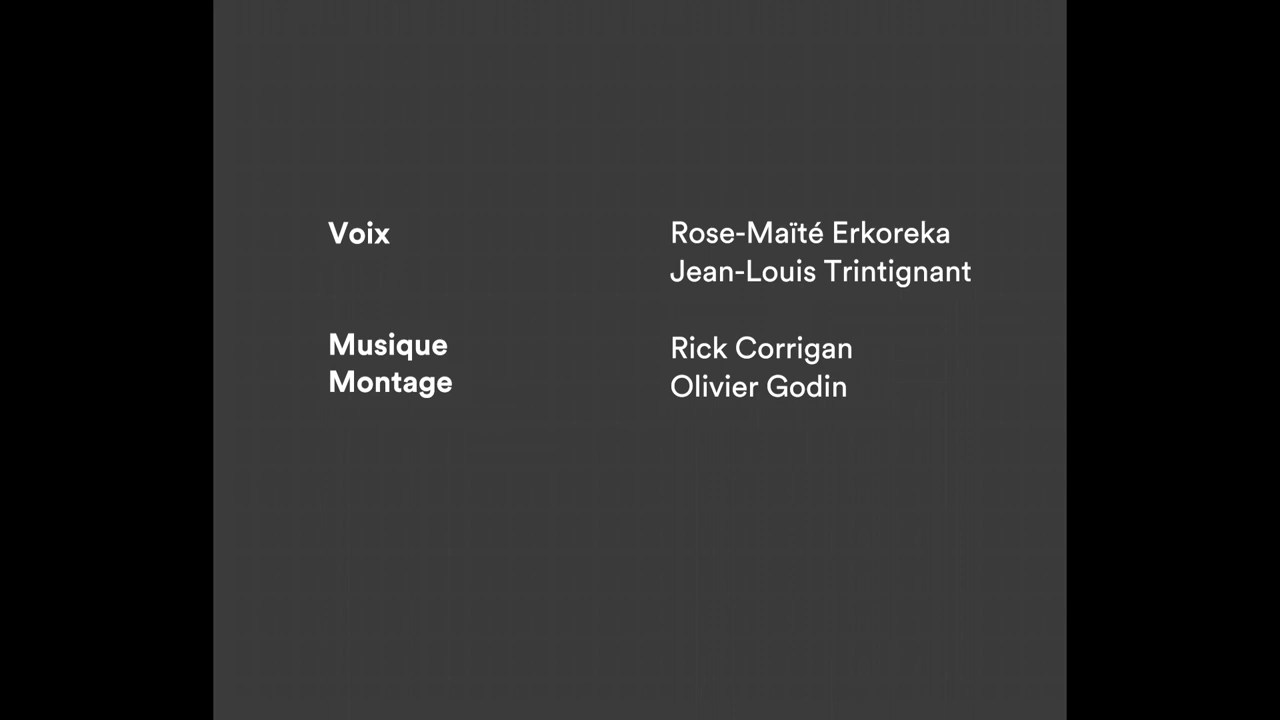 Voix Rose-Maïté Erkoreka
Jean-Louis Trintignant
Musique Rick Corrigan
Montage Olivier Godin